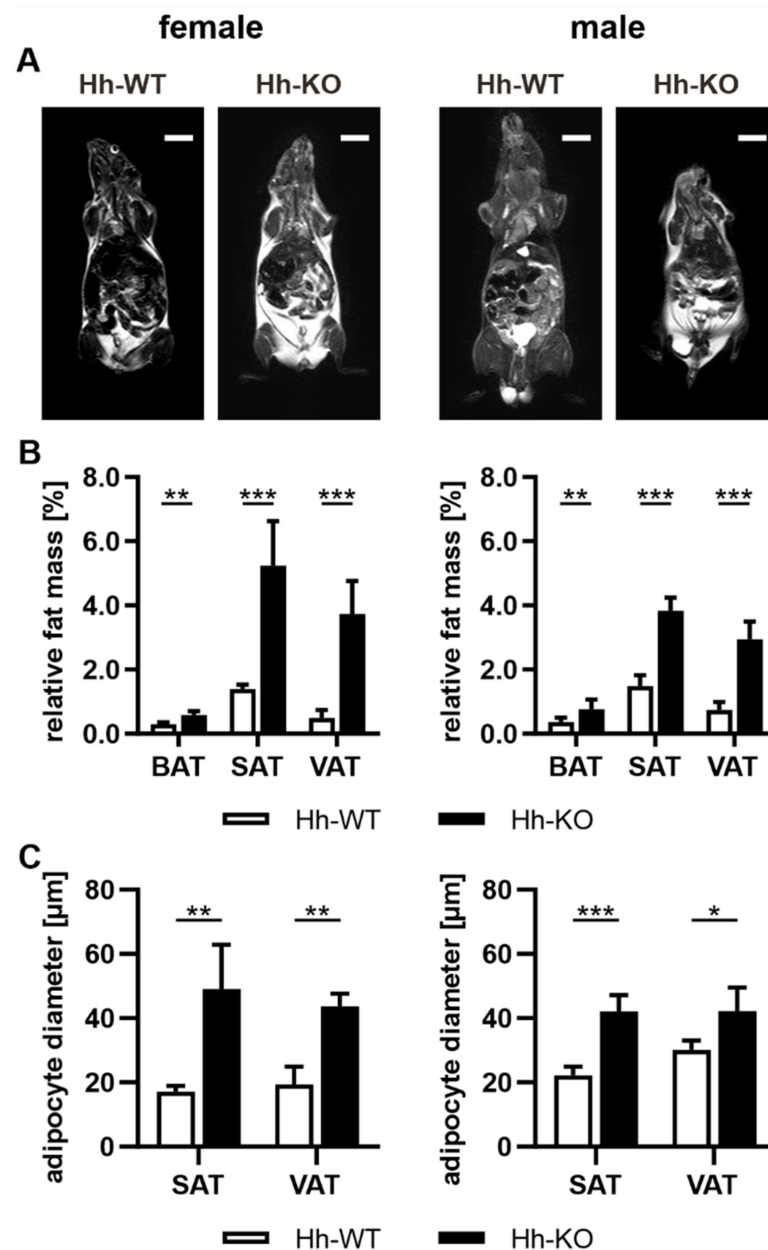 female male
A
Hh-WT Hh-KO Hh-WT Hh-KO
B
relative fat mass [%]
8.0
6.0
4.0
2.0
0.0
** *** ***
BAT SAT VAT
relative fat mass [%]
8.0
6.0
4.0
2.0
0.0
** *** ***
BAT SAT VAT
Hh-WT Hh-KO
C
adipocyte diameter [µm]
80
60
40
20
0
** **
SAT VAT
adipocyte diameter [µm]
80
60
40
20
0
*** *
SAT VAT
Hh-WT Hh-KO